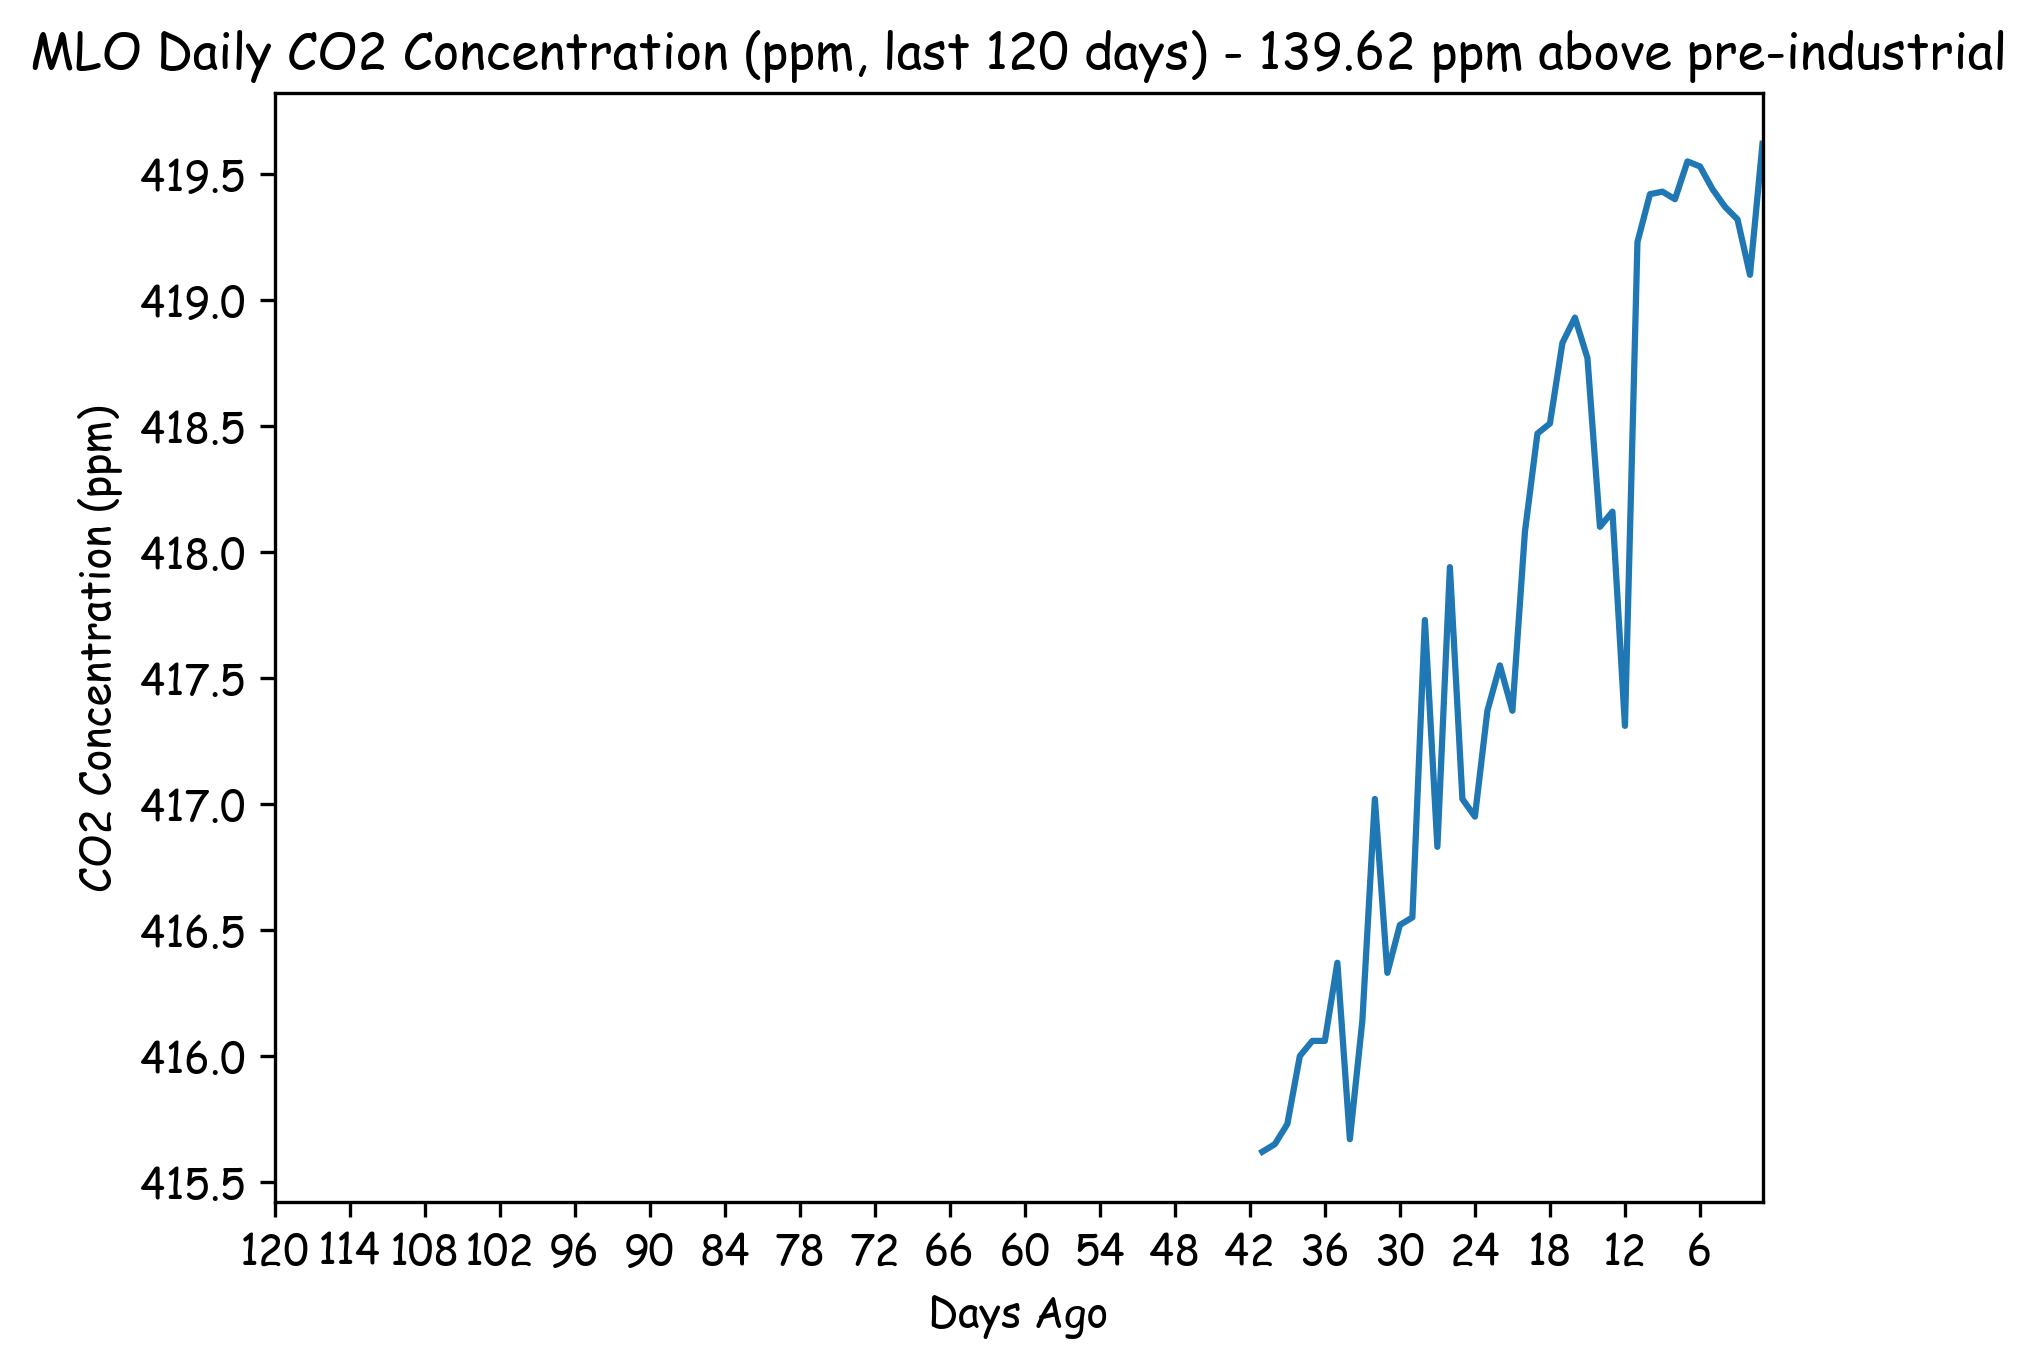 MLO Daily CO2 Concentration (ppm, last 120 days) - 139.62 ppm above pre-industrial
419.5
419.0
418.5
418.0
417.5
417.0
416.5
416.0
415.5
CO2 Concentration (ppm)
120 114 108 102 96 90 84 78 72 66 60 54 48 42 36 30 24 18 12 6
Days Ago